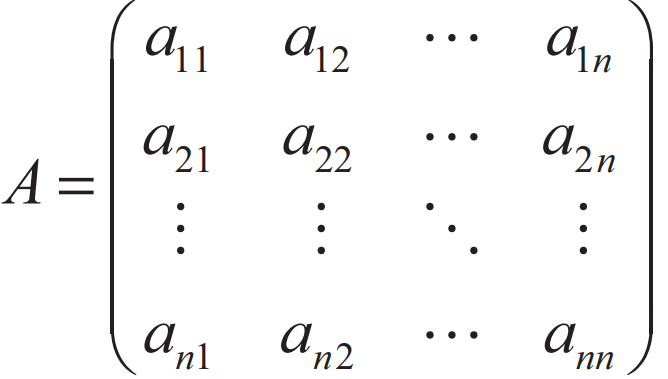 a₁₁ a₁₂ ⋯ a₁ₙ
a₂₁ a₂₂ ⋯ a₂ₙ
A =
⋮ ⋮ ⋱ ⋮
aₙ₁ aₙ₂ ⋯ aₙₙ